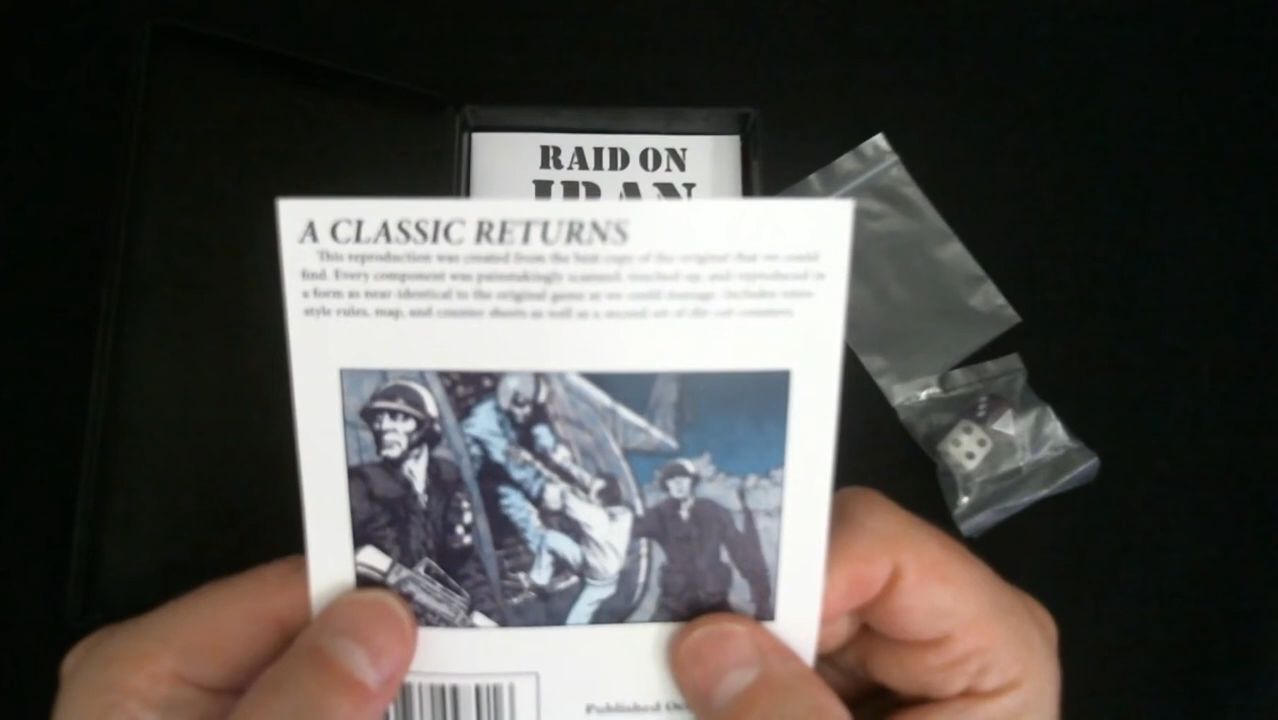 RAID ON
IRAN
A CLASSIC RETURNS
This reproduction was created from the best copy of the original that we could
find. Every component was painstakingly scanned, touched up, and reproduced in
a form as near-identical to the original game as we could manage. Includes
style rules, map, and counter sheets as well as a second set of die-cut counters.
Published